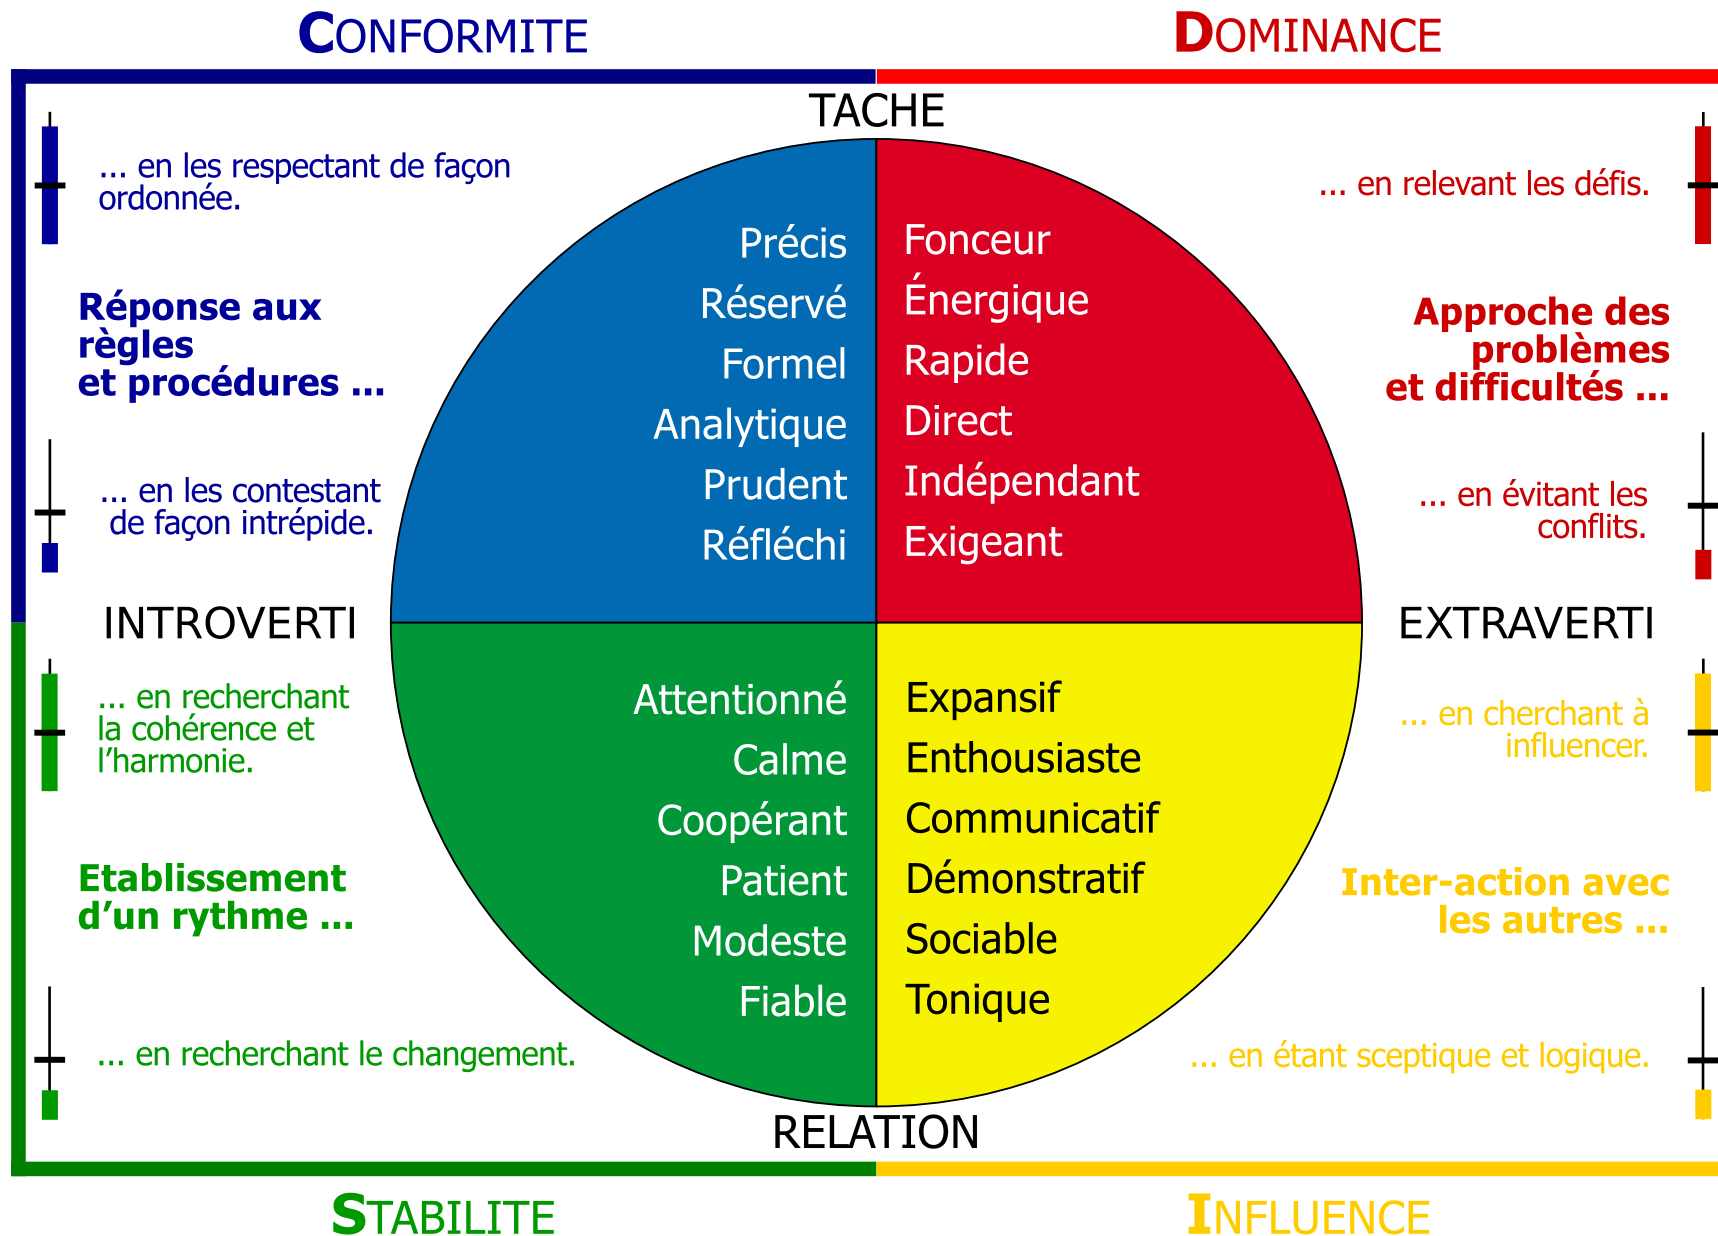 CONFORMITE
DOMINANCE
TACHE
... en les respectant de façon
ordonnée.
Réponse aux
règles
et procédures ...
... en les contestant
de façon intrépide.
Précis
Réservé
Formel
Analytique
Prudent
Réfléchi
Fonceur
Énergique
Rapide
Direct
Indépendant
Exigeant
... en relevant les défis.
Approche des
problèmes
et difficultés ...
... en évitant les
conflits.
INTROVERTI
EXTRAVERTI
... en recherchant
la cohérence et
l’harmonie.
Etablissement
d’un rythme ...
... en recherchant le changement.
Attentionné
Calme
Coopérant
Patient
Modeste
Fiable
Expansif
Enthousiaste
Communicatif
Démonstratif
Sociable
Tonique
... en cherchant à
influencer.
Inter-action avec
les autres ...
... en étant sceptique et logique.
RELATION
STABILITE
INFLUENCE